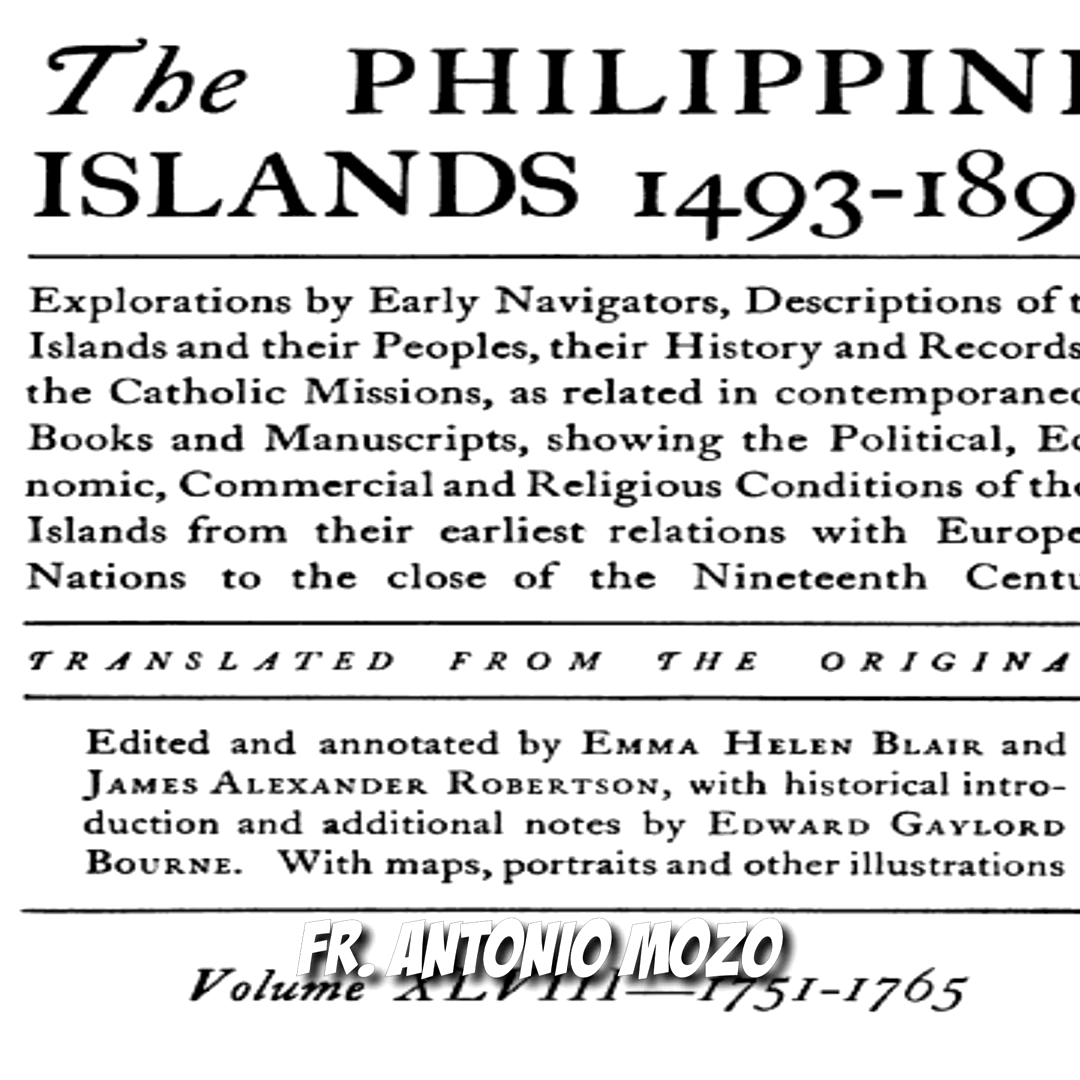 The PHILIPPINE
ISLANDS 1493-189
Explorations by Early Navigators, Descriptions of t
Islands and their Peoples, their History and Records
the Catholic Missions, as related in contemporaneo
Books and Manuscripts, showing the Political, Ec
nomic, Commercial and Religious Conditions of the
Islands from their earliest relations with Europe
Nations to the close of the Nineteenth Centu
TRANSLATED FROM THE ORIGINA
Edited and annotated by EMMA HELEN BLAIR and
JAMES ALEXANDER ROBERTSON, with historical intro-
duction and additional notes by EDWARD GAYLORD
BOURNE. With maps, portraits and other illustrations
FR. ANTONIO MOZO
Volume XLVIII—1751-1765